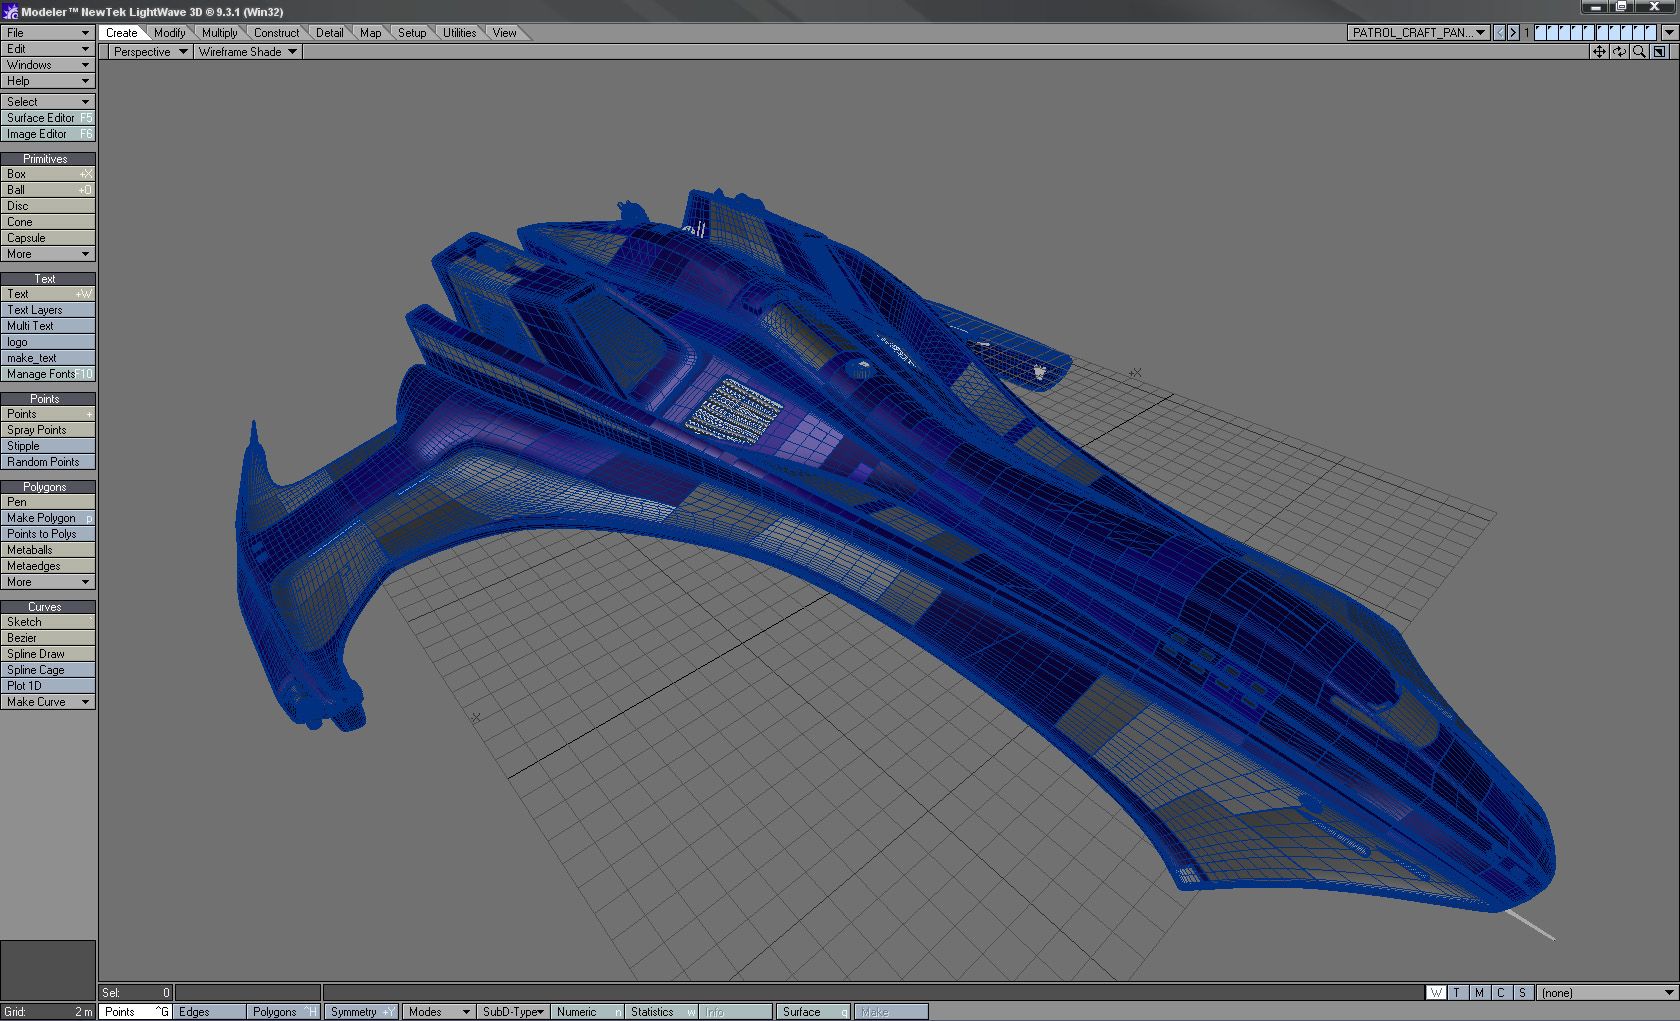 Modeler™ NewTek LightWave 3D ® 9.3.1 (Win32)
File
Edit
Windows
Help
Create Modify Multiply Construct Detail Map Setup Utilities View
PATROL_CRAFT_PAN... < > 1
Perspective Wireframe Shade
Select
Surface Editor F5
Image Editor F6
Primitives
Box +X
Ball +O
Disc
Cone
Capsule
More
Text
Text +W
Text Layers
Multi Text
logo
make_text
Manage Fonts F10
Points
Points +
Spray Points
Stipple
Random Points
Polygons
Pen
Make Polygon p
Points to Polys
Metaballs
Metaedges
More
Curves
Sketch
Bezier
Spline Draw
Spline Cage
Plot 1D
Make Curve
+X
Sel: 0
W T M C S (none)
Grid: 2 m
Points ^G Edges Polygons ^H Symmetry +Y Modes SubD-Type Numeric n Statistics w Info Surface q Make